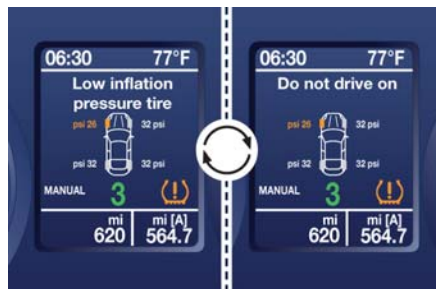 06:30 77°F
Low inflation
pressure tire
psi 26 32 psi
psi 32 32 psi
MANUAL 3 (!)
mi mi [A]
620 564.7
06:30 77°F
Do not drive on
psi 26 32 psi
psi 32 32 psi
MANUAL 3 (!)
mi mi [A]
620 564.7